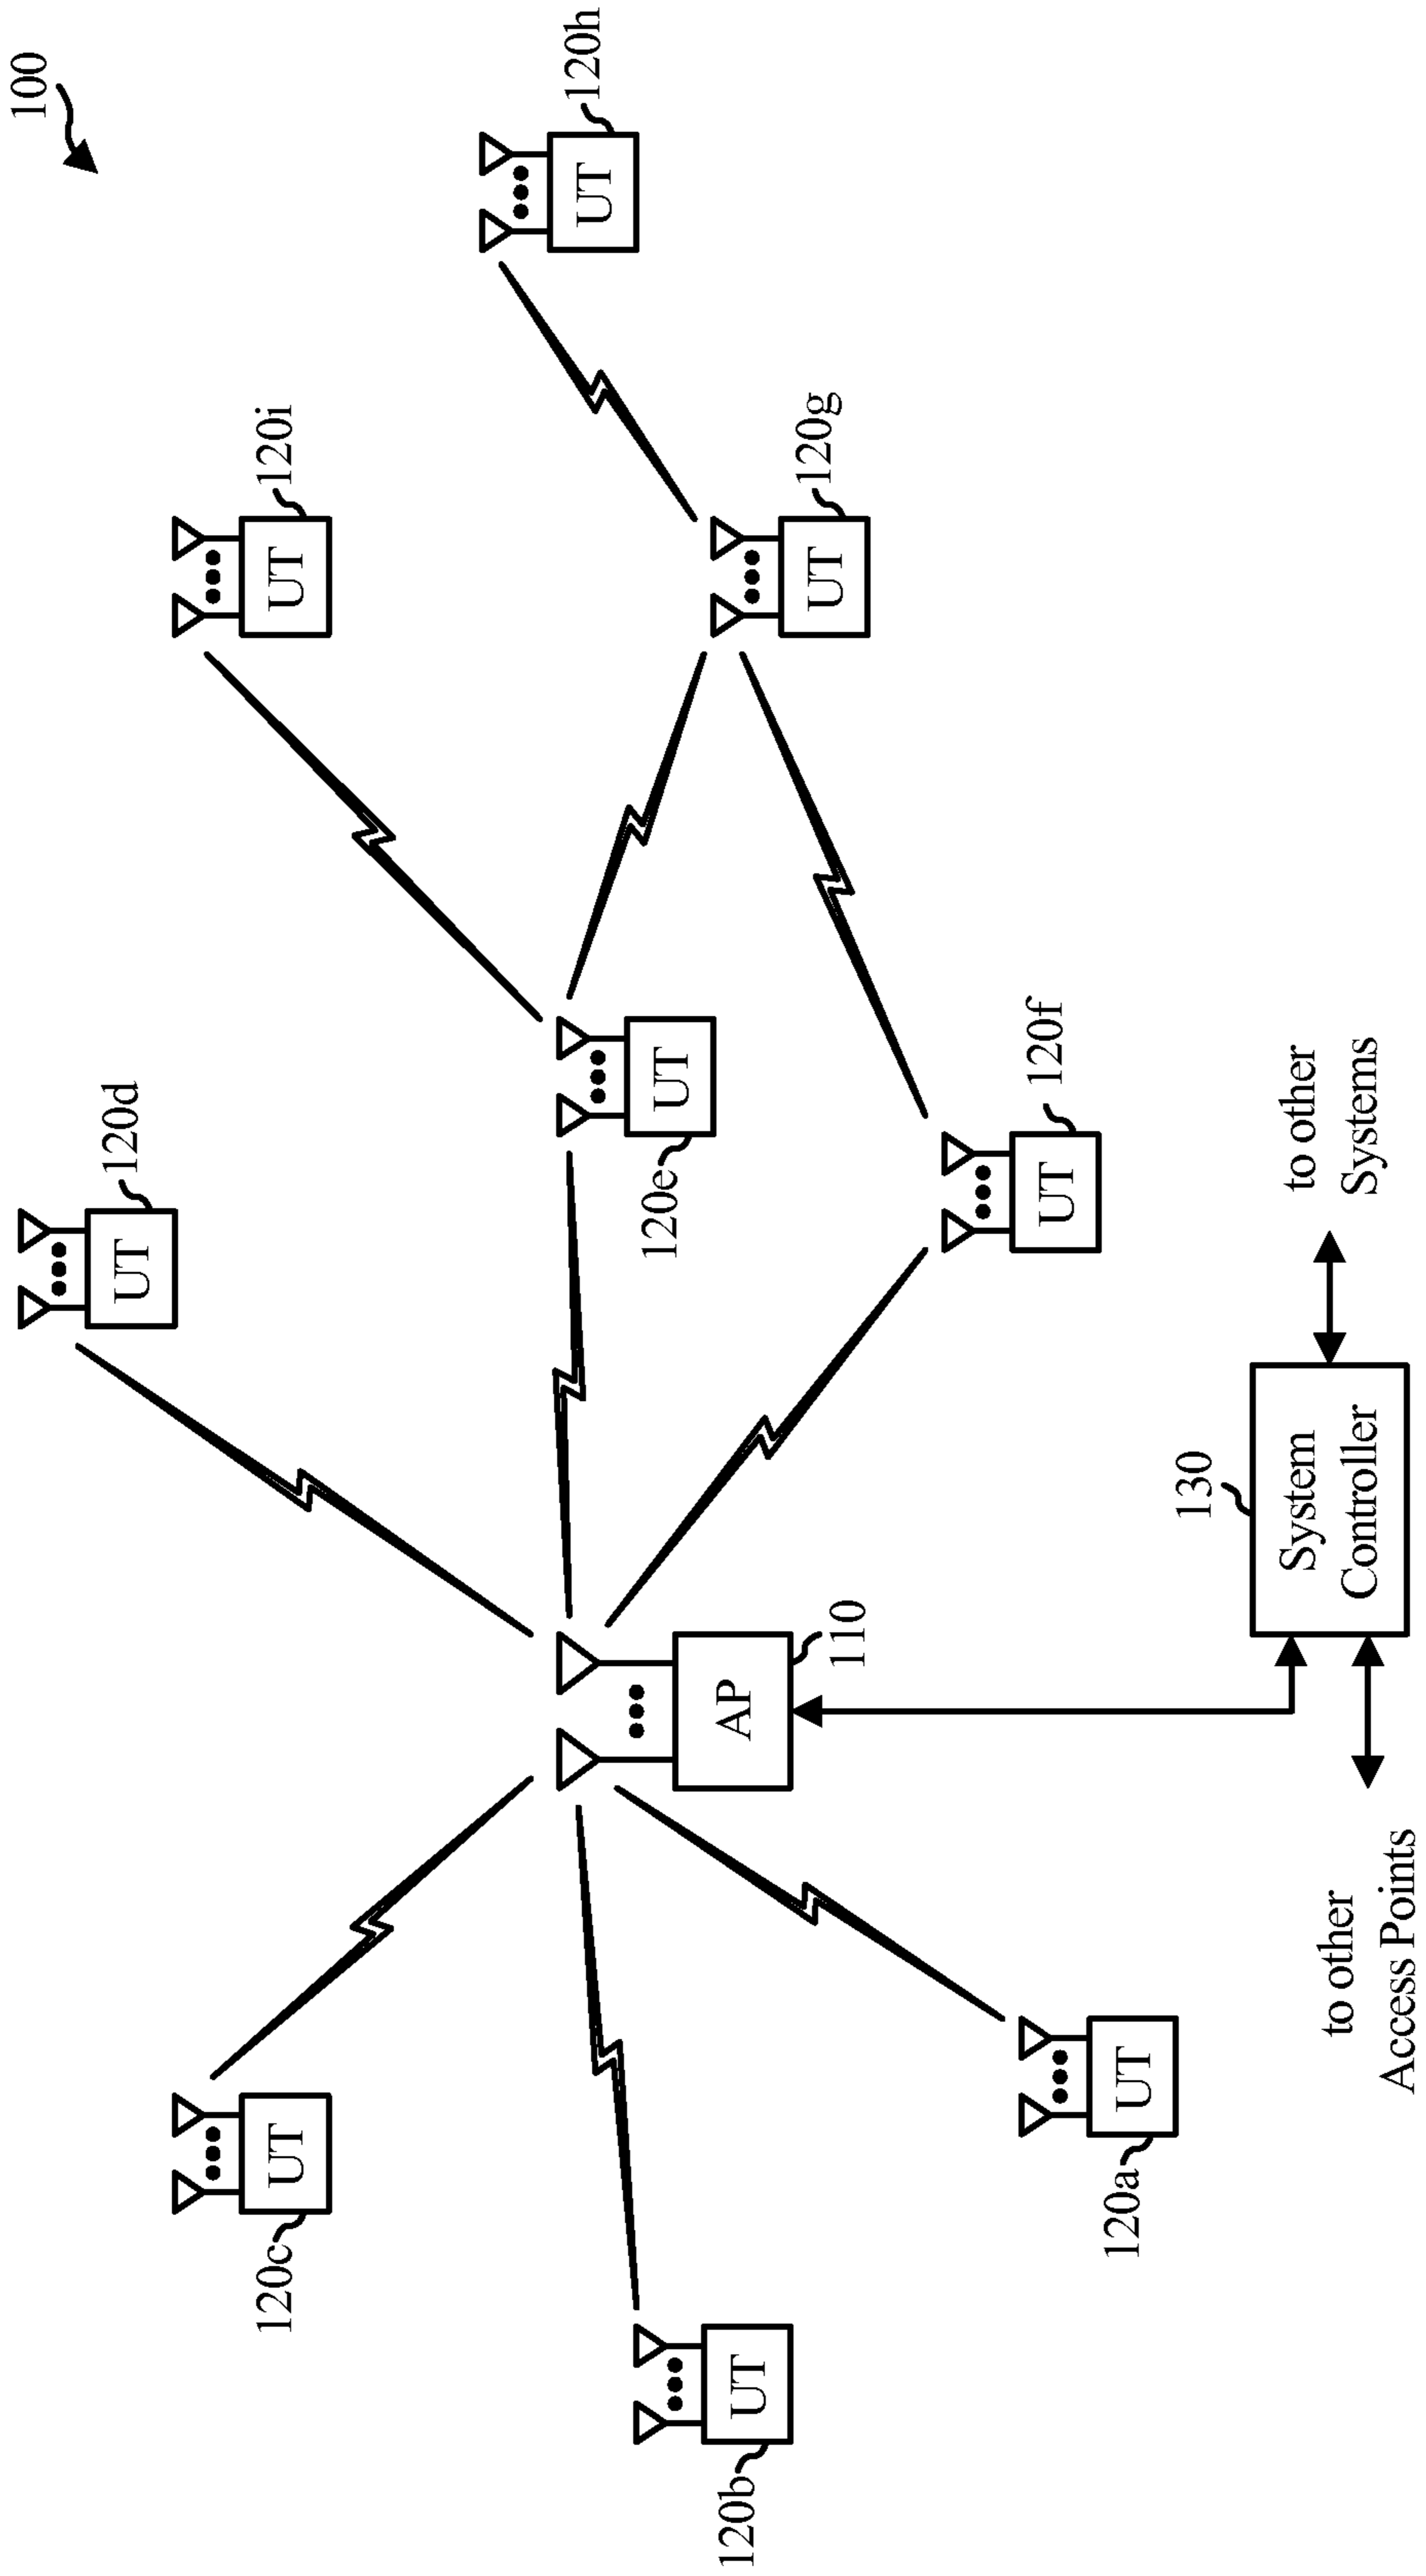 100
120d
UT
120i
UT
120c
UT
120h
UT
120e
UT
AP
110
120b
UT
120g
UT
120f
UT
120a
UT
130
System
Controller
to other
Systems
to other
Access Points